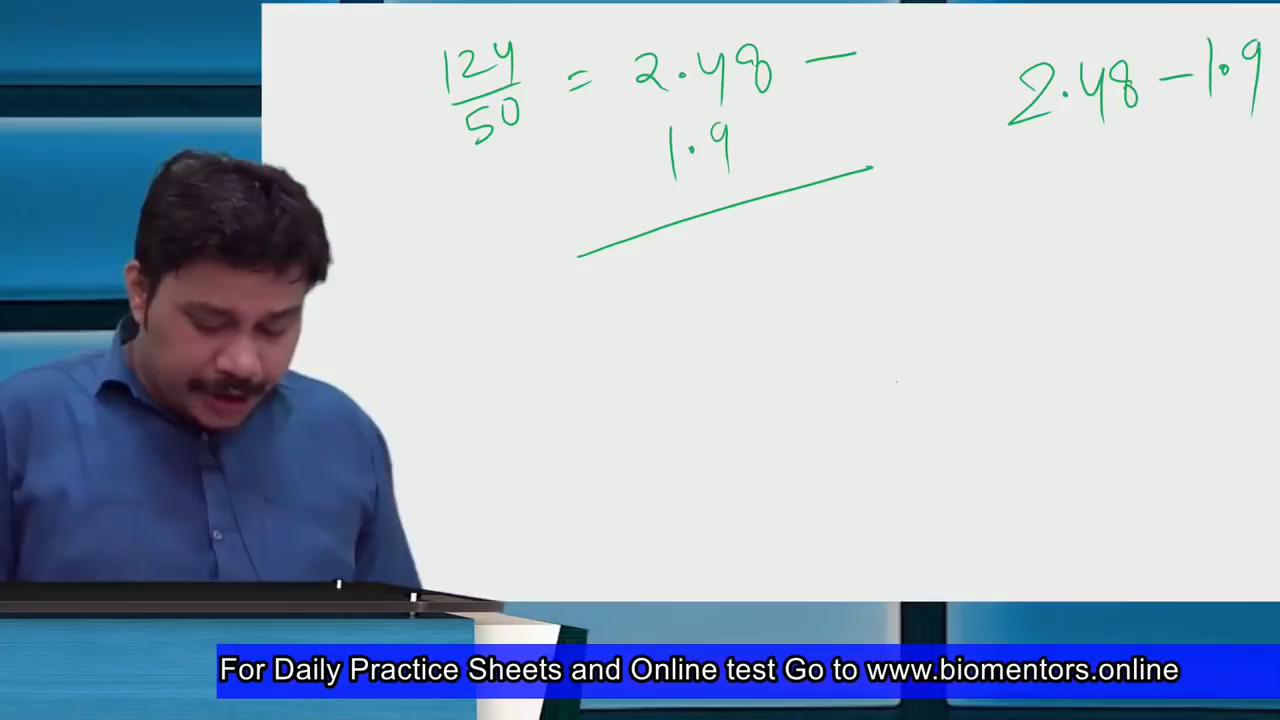 124/50 = 2.48 —
1.9
2.48 - 1.9
For Daily Practice Sheets and Online test Go to www.biomentors.online